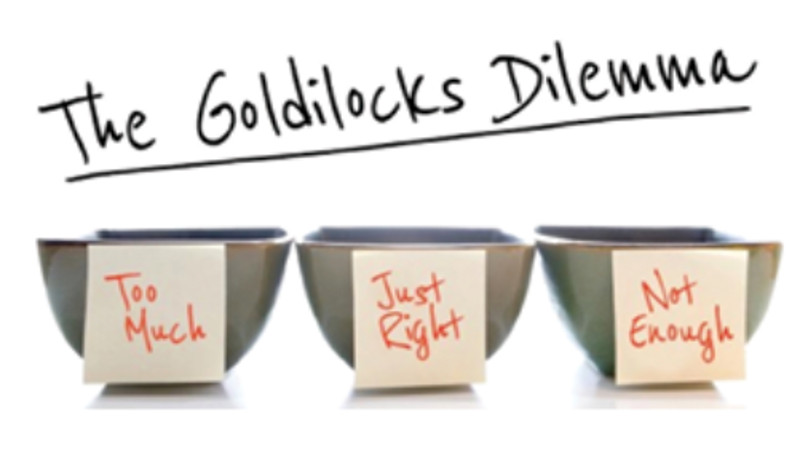 The Goldilocks Dilemma
Too
Much
Just
Right
Not
Enough